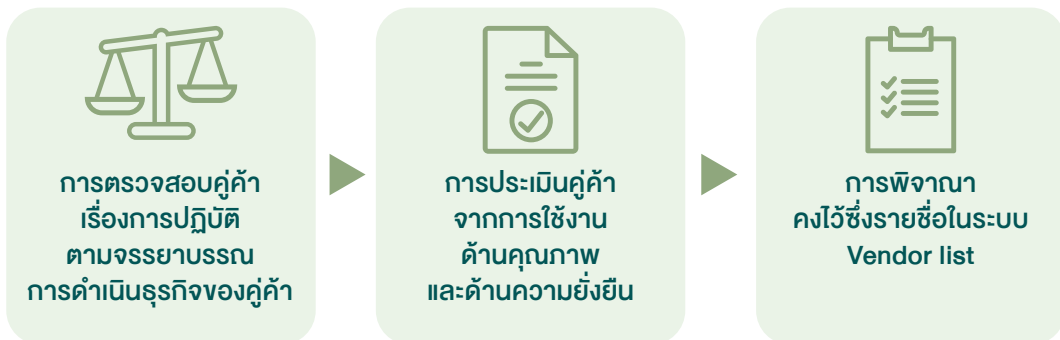 การตรวจสอบคู่ค้า
เรื่องการปฏิบัติ
ตามจรรยาบรรณ
การดำเนินธุรกิจของคู่ค้า
การประเมินคู่ค้า
จากการใช้งาน
ด้านคุณภาพ
และด้านความยั่งยืน
การพิจาณา
คงไว้ซึ่งรายชื่อในระบบ
Vendor list